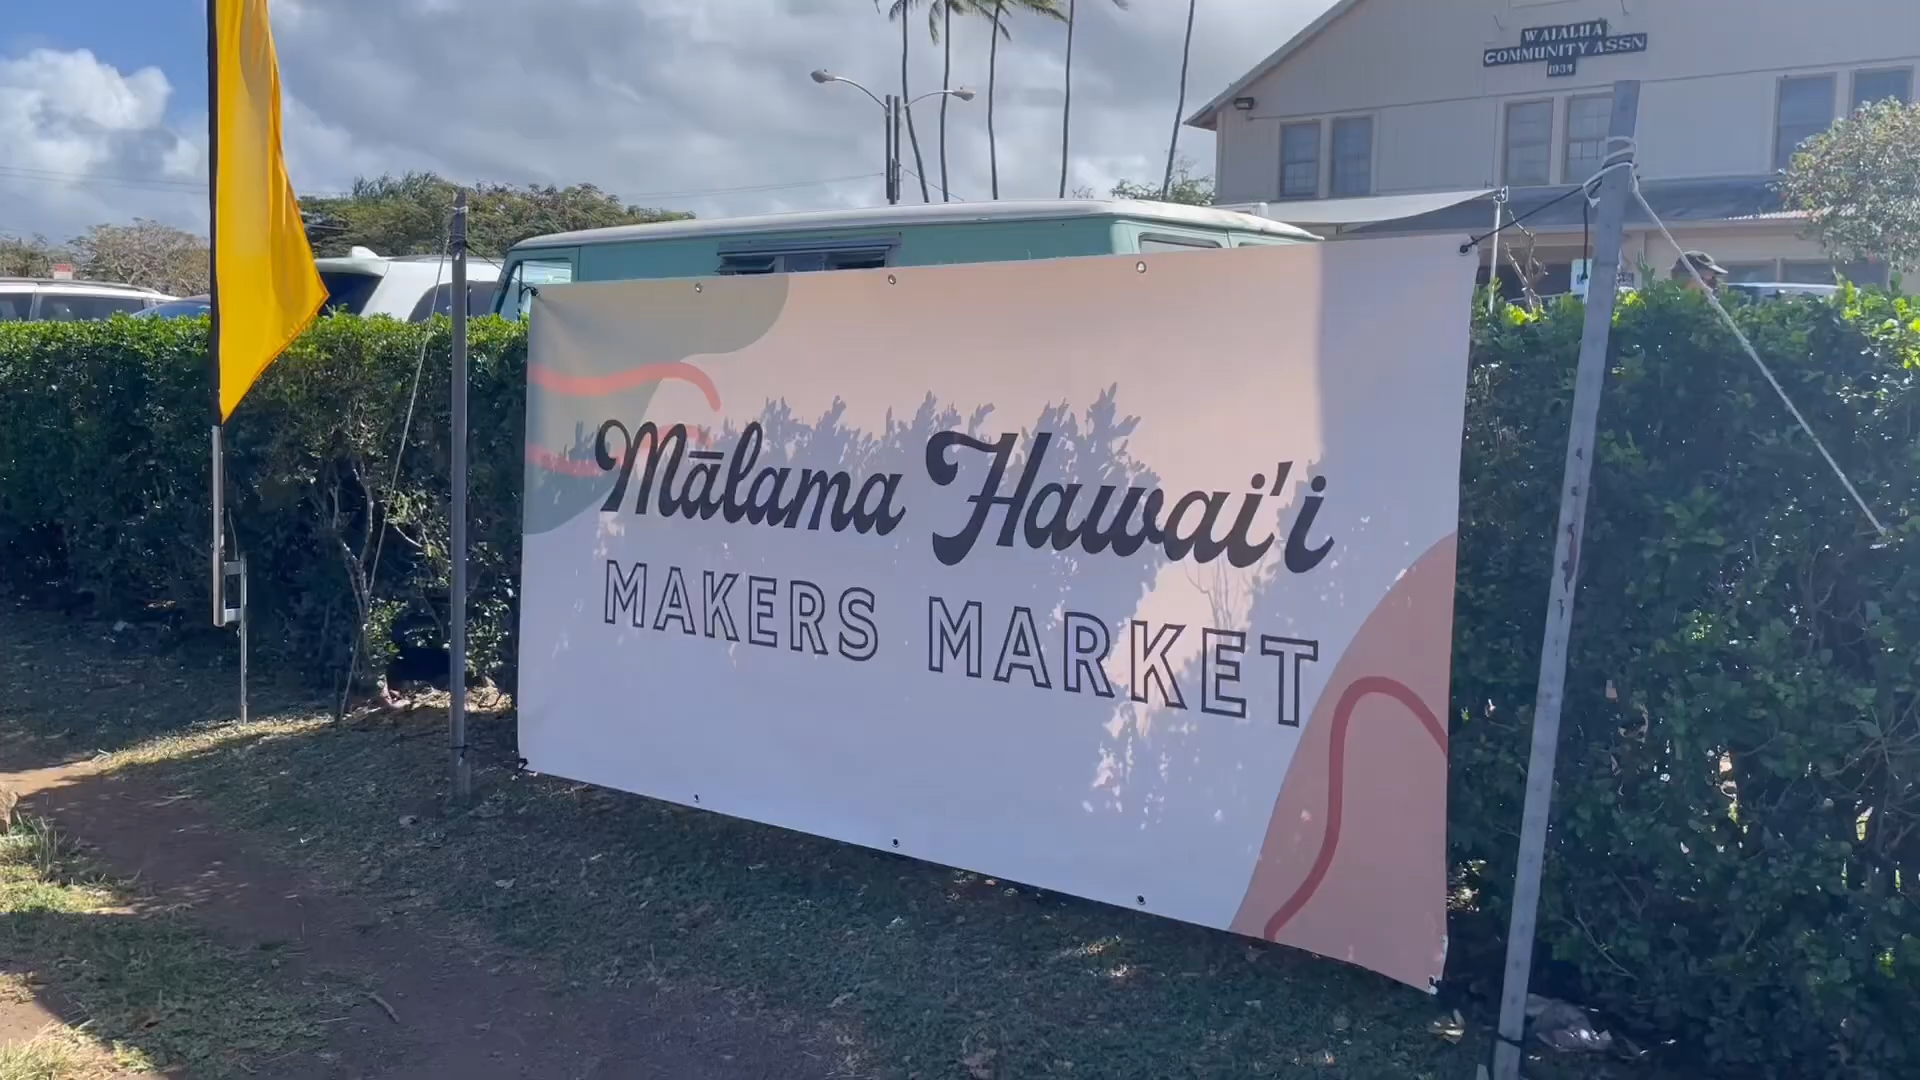 WAIALUA
COMMUNITY ASSN
1934
Mālama Hawai'i
MAKERS MARKET